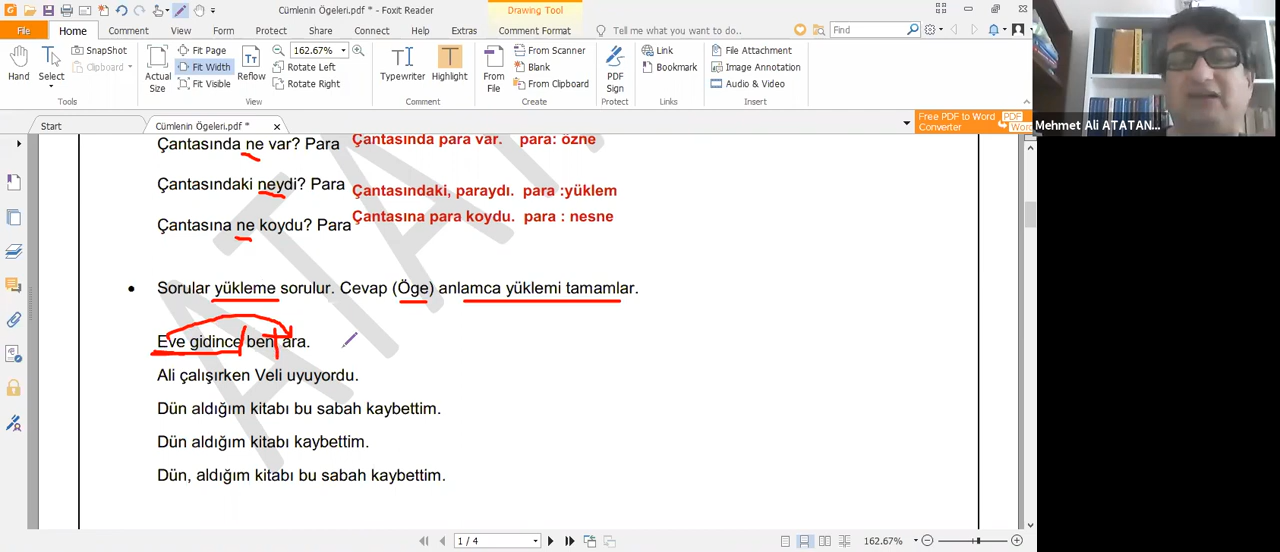 Cümlenin Ögeleri.pdf * - Foxit Reader
Drawing Tool
File
Home
Comment
View
Form
Protect
Share
Connect
Help
Extras
Comment Format
Tell me what you want to do...
Find
Hand
Select
SnapShot
Clipboard
Actual Size
Fit Page
Fit Width
Fit Visible
Reflow
162.67%
Rotate Left
Rotate Right
Typewriter
Highlight
From File
From Scanner
Blank
From Clipboard
PDF Sign
Link
Bookmark
File Attachment
Image Annotation
Audio & Video
Tools
View
Comment
Create
Protect
Links
Insert
Start
Cümlenin Ögeleri.pdf *
Free PDF to Word Converter
PDF
Word
Mehmet Ali ATATAN...
Çantasında ne var? Para
Çantasında para var. para: özne
Çantasındaki neydi? Para
Çantasındaki, paraydı. para :yüklem
Çantasına ne koydu? Para
Çantasına para koydu. para : nesne
• Sorular yükleme sorulur. Cevap (Öge) anlamca yüklemi tamamlar.
Eve gidince beni ara.
Ali çalışırken Veli uyuyordu.
Dün aldığım kitabı bu sabah kaybettim.
Dün aldığım kitabı kaybettim.
Dün, aldığım kitabı bu sabah kaybettim.
1 / 4
162.67%